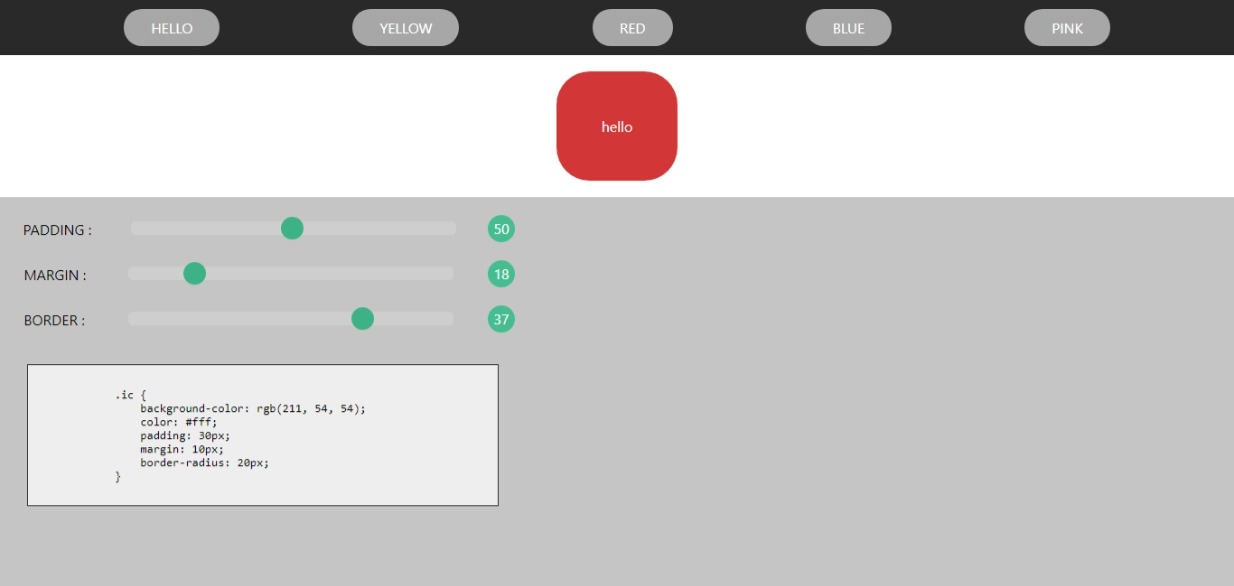 HELLO YELLOW RED BLUE PINK
hello
PADDING : 50
MARGIN : 18
BORDER : 37
.ic {
    background-color: rgb(211, 54, 54);
    color: #fff;
    padding: 30px;
    margin: 10px;
    border-radius: 20px;
}